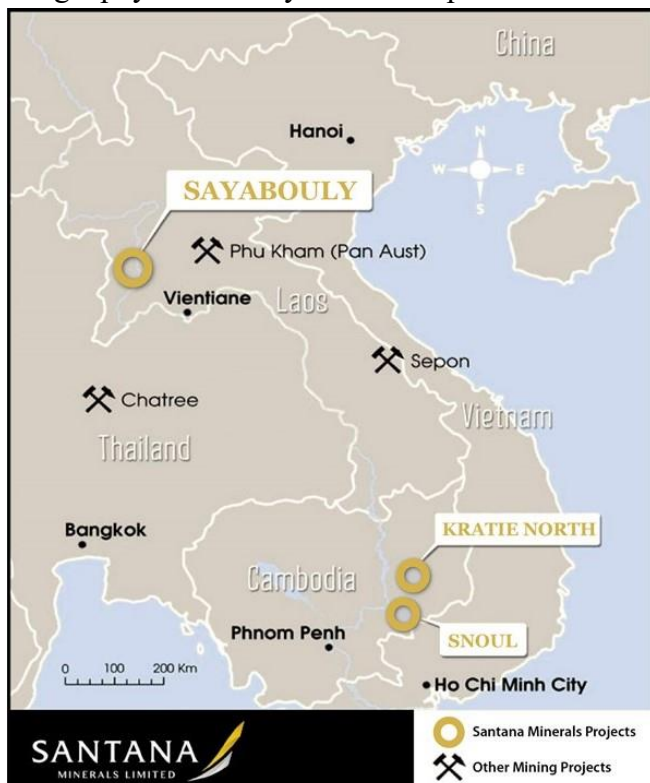 China
Hanoi
N
W E
S
SAYABOULY
Phu Kham (Pan Aust)
Laos
Vientiane
Sepon
Chatree
Vietnam
Thailand
KRATIE NORTH
Bangkok
Cambodia
SNOUL
Phnom Penh
0 100 200 Km
Ho Chi Minh City
SANTANA
MINERALS LIMITED
Santana Minerals Projects
Other Mining Projects